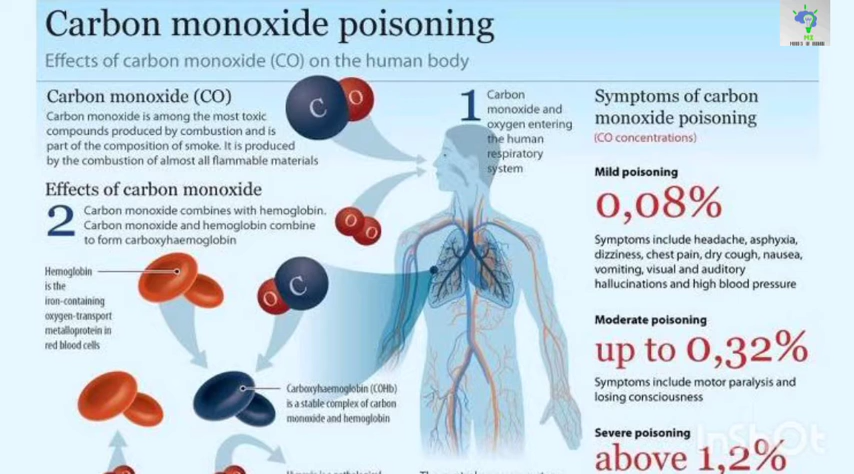 Carbon monoxide poisoning
Effects of carbon monoxide (CO) on the human body
Carbon monoxide (CO)
Carbon monoxide is among the most toxic
compounds produced by combustion and is
part of the composition of smoke. It is produced
by the combustion of almost all flammable materials
C O
1 Carbon
monoxide and
oxygen entering
the human
respiratory
system
Effects of carbon monoxide
2 Carbon monoxide combines with hemoglobin.
Carbon monoxide and hemoglobin combine
to form carboxyhaemoglobin
O O
Hemoglobin
is the
iron-containing
oxygen-transport
metalloprotein in
red blood cells
O C
Carboxyhaemoglobin (COHb)
is a stable complex of carbon
monoxide and hemoglobin
Symptoms of carbon
monoxide poisoning
(CO concentrations)
Mild poisoning
0,08%
Symptoms include headache, asphyxia,
dizziness, chest pain, dry cough, nausea,
vomiting, visual and auditory
hallucinations and high blood pressure
Moderate poisoning
up to 0,32%
Symptoms include motor paralysis and
losing consciousness
Severe poisoning
above 1,2%
InShOt